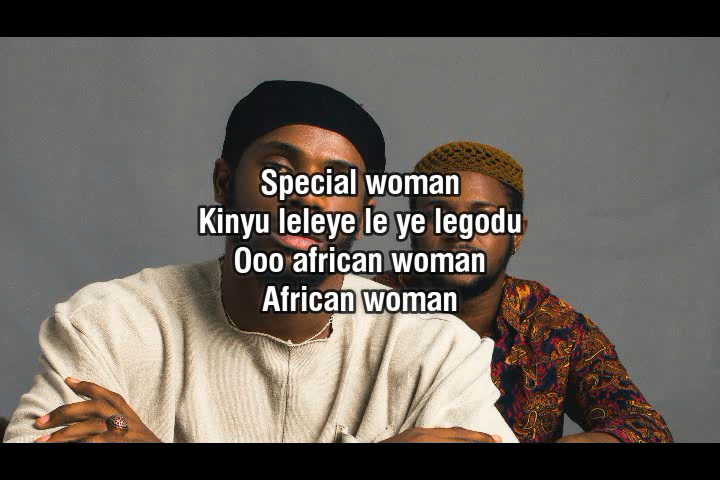 Special woman
Kinyu leleye le ye legodu
Ooo african woman
African woman